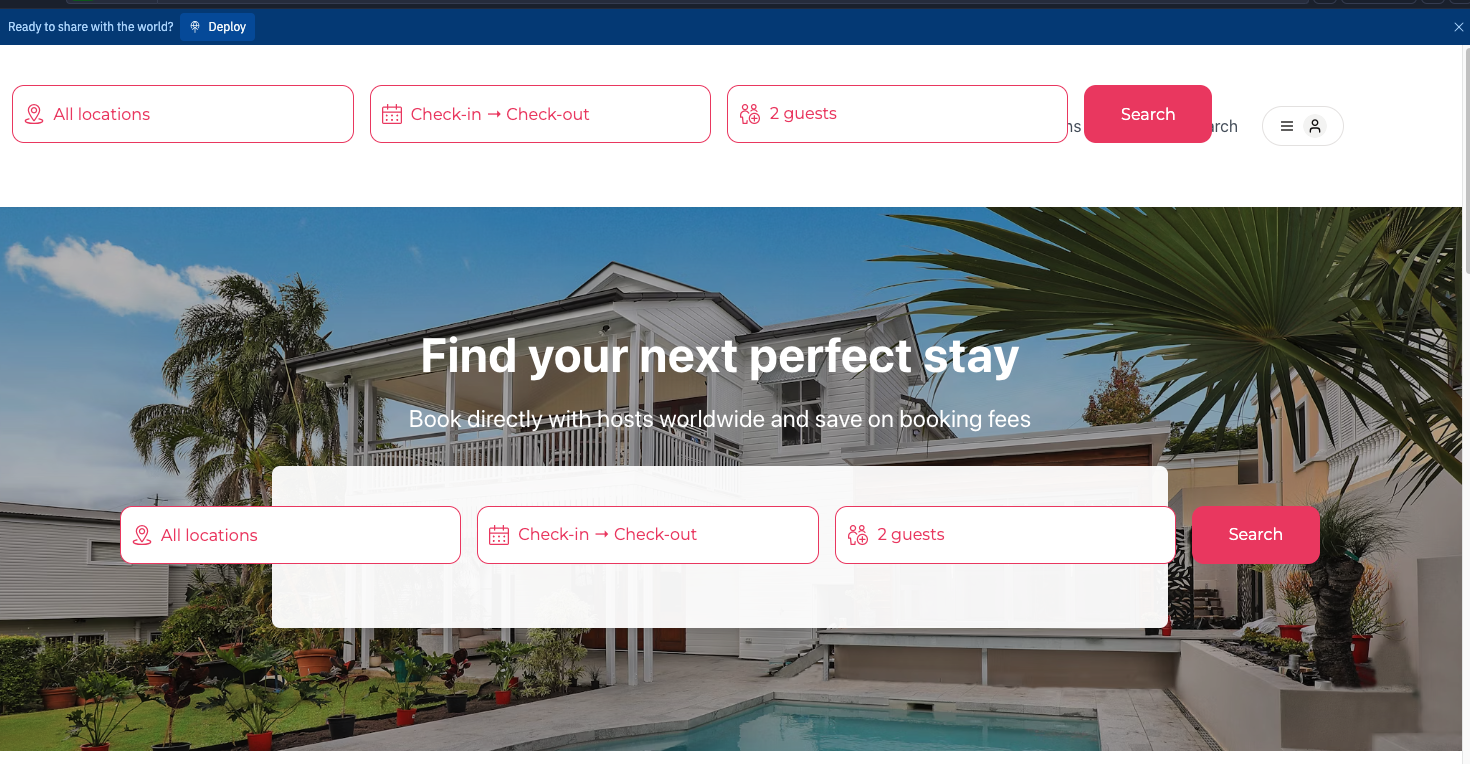 Ready to share with the world? Deploy
All locations
Check-in → Check-out
2 guests
Search
Find your next perfect stay
Book directly with hosts worldwide and save on booking fees
All locations
Check-in → Check-out
2 guests
Search